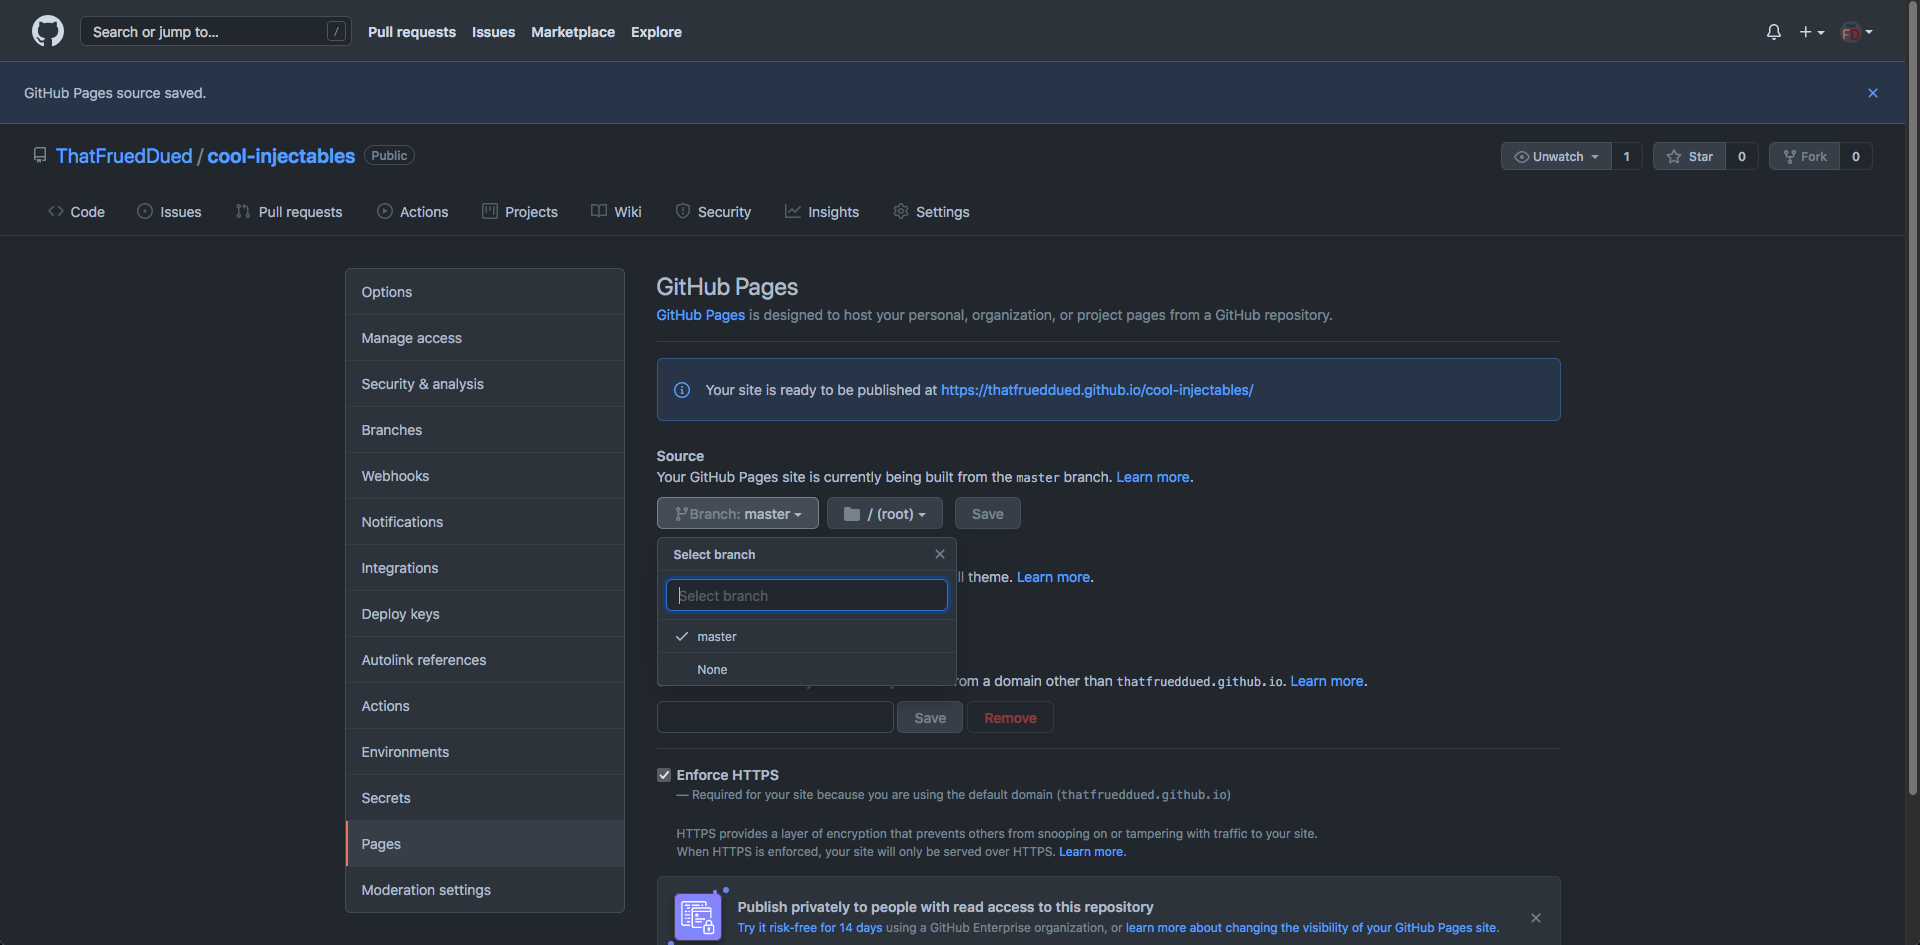 Search or jump to... /
Pull requests Issues Marketplace Explore
GitHub Pages source saved.
ThatFruedDued / cool-injectables Public
Unwatch 1 Star 0 Fork 0
Code Issues Pull requests Actions Projects Wiki Security Insights Settings
Options
Manage access
Security & analysis
Branches
Webhooks
Notifications
Integrations
Deploy keys
Autolink references
Actions
Environments
Secrets
Pages
Moderation settings
GitHub Pages
GitHub Pages is designed to host your personal, organization, or project pages from a GitHub repository.
Your site is ready to be published at https://thatfrueddued.github.io/cool-injectables/
Source
Your GitHub Pages site is currently being built from the master branch. Learn more.
Branch: master / (root) Save
Select branch
Select branch
master
None
theme. Learn more.
a domain other than thatfrueddued.github.io. Learn more.
Save Remove
Enforce HTTPS
— Required for your site because you are using the default domain (thatfrueddued.github.io)
HTTPS provides a layer of encryption that prevents others from snooping on or tampering with traffic to your site.
When HTTPS is enforced, your site will only be served over HTTPS. Learn more.
Publish privately to people with read access to this repository
Try it risk-free for 14 days using a GitHub Enterprise organization, or learn more about changing the visibility of your GitHub Pages site.